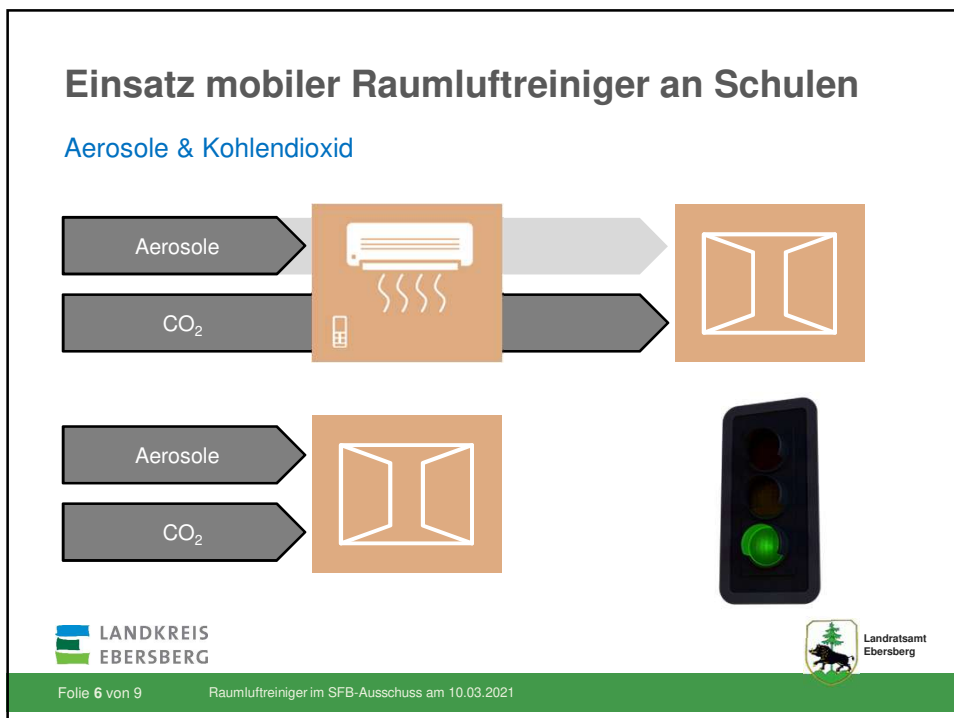 Einsatz mobiler Raumluftreiniger an Schulen
Aerosole & Kohlendioxid
Aerosole
CO₂
Aerosole
CO₂
LANDKREIS
EBERSBERG
Landratsamt
Ebersberg
Folie 6 von 9
Raumluftreiniger im SFB-Ausschuss am 10.03.2021